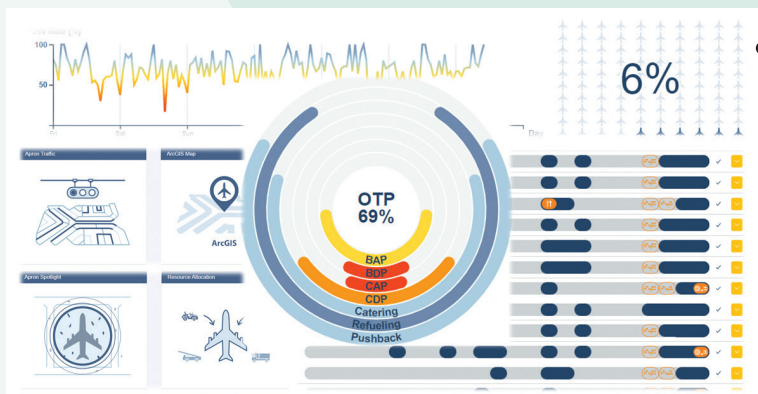 100
50
Fri
Sun
Day
6%
Apron Traffic
ArcGIS Map
ArcGIS
Apron Spotlight
Resource Allocation
OTP
69%
BAP
BDP
CAP
CDP
Catering
Refueling
Pushback